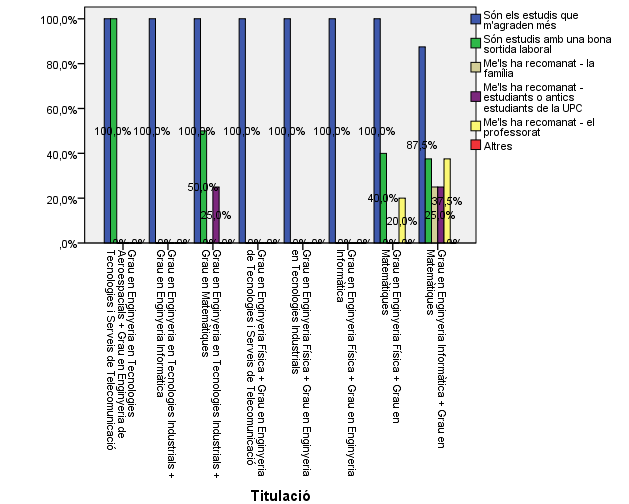 100,0%
80,0%
60,0%
40,0%
20,0%
,0%
100,0%
100,0%
100,0%
100,0%
100,0%
100,0%
100,0%
87,5%
50,0%
25,0%
40,0%
20,0%
37,5%
25,0%
Són els estudis que
m'agraden més
Són estudis amb una bona
sortida laboral
Me'ls ha recomanat - la
família
Me'ls ha recomanat -
estudiants o antics
estudiants de la UPC
Me'ls ha recomanat - el
professorat
Altres
Grau en Enginyeria en Tecnologies
Aeroespacials + Grau en Enginyeria de
Tecnologies i Serveis de Telecomunicació
Grau en Enginyeria en Tecnologies Industrials +
Grau en Enginyeria Informàtica
Grau en Enginyeria en Tecnologies Industrials +
Grau en Matemàtiques
Grau en Enginyeria Física + Grau en Enginyeria
de Tecnologies i Serveis de Telecomunicació
Grau en Enginyeria Física + Grau en Enginyeria
en Tecnologies Industrials
Grau en Enginyeria Física + Grau en Enginyeria
Informàtica
Grau en Enginyeria Física + Grau en
Matemàtiques
Grau en Enginyeria Informàtica + Grau en
Matemàtiques
Titulació